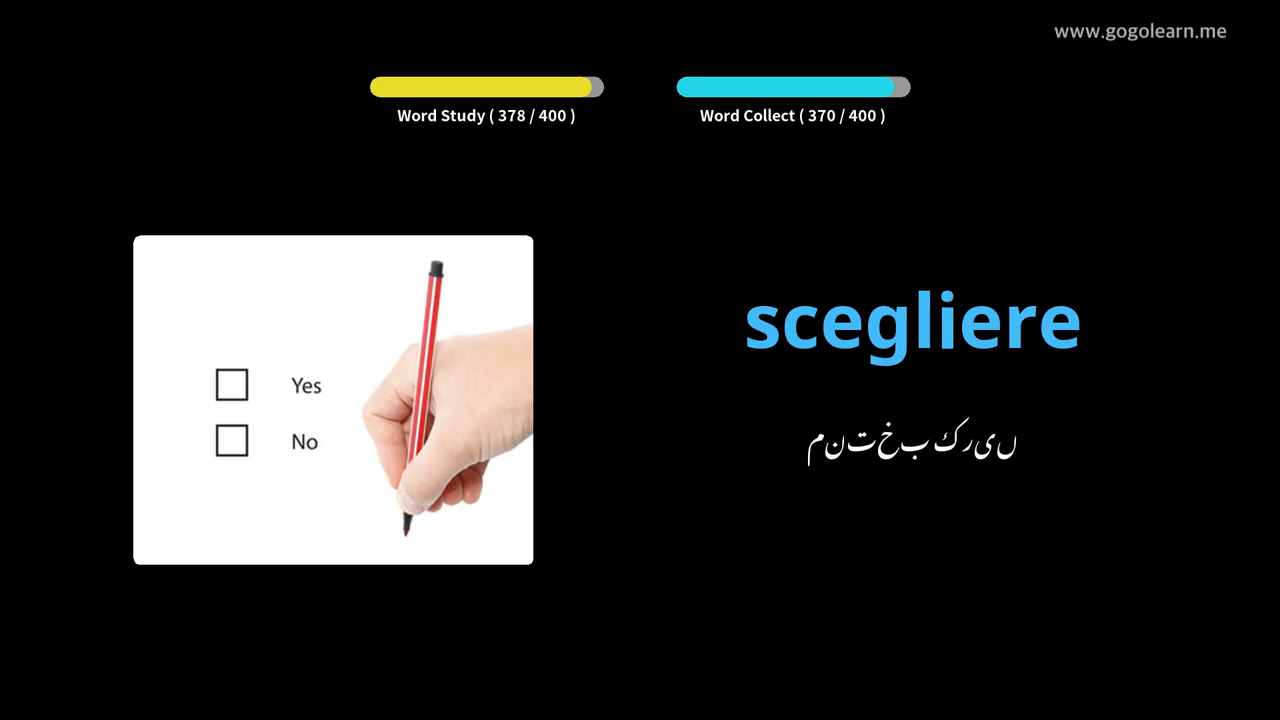 www.gogolearn.me
Word Study ( 378 / 400 )
Word Collect ( 370 / 400 )
Yes
No
scegliere
منتخب کریں